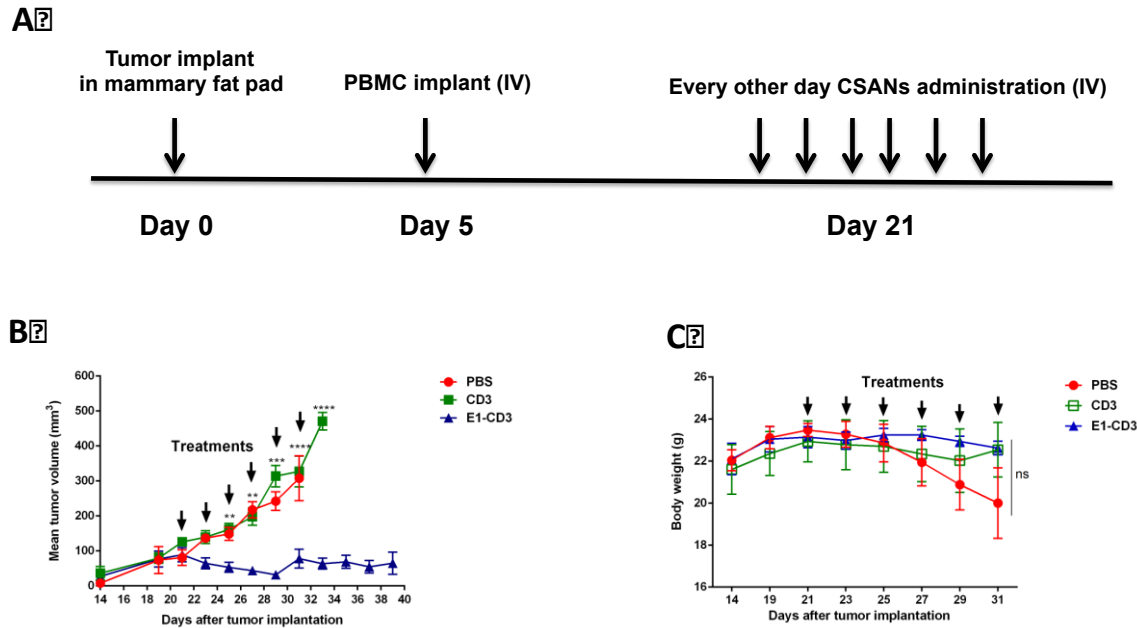 A⍰
Tumor implant
in mammary fat pad
PBMC implant (IV)
Every other day CSANs administration (IV)
Day 0
Day 5
Day 21
B⍰
Mean tumor volume (mm³)
600
500
400
300
200
100
0
14 16 18 20 22 24 26 28 30 32 34 36 38 40
Days after tumor implantation
Treatments
**
**
***
****
****
PBS
CD3
E1-CD3
C⍰
Body weight (g)
26
24
22
20
18
16
14 19 21 23 25 27 29 31
Days after tumor implantation
Treatments
ns
PBS
CD3
E1-CD3